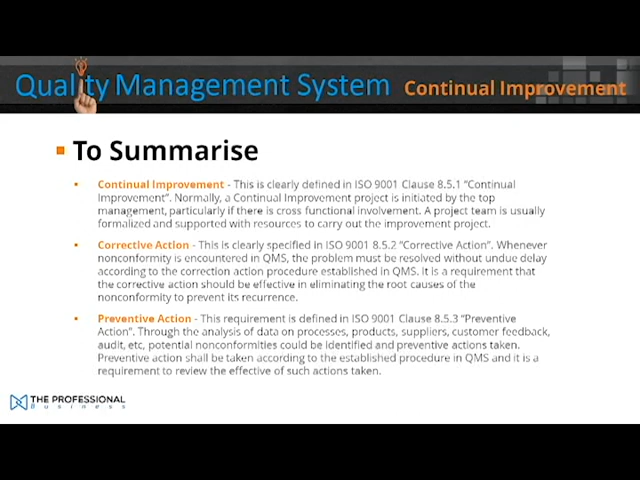 Quality Management System Continual Improvement
To Summarise
Continual Improvement - This is clearly defined in ISO 9001 Clause 8.5.1 "Continual
Improvement". Normally, a Continual Improvement project is initiated by the top
management, particularly if there is cross functional involvement. A project team is usually
formalized and supported with resources to carry out the improvement project.
Corrective Action - This is clearly specified in ISO 9001 8.5.2 "Corrective Action". Whenever
nonconformity is encountered in QMS, the problem must be resolved without undue delay
according to the correction action procedure established in QMS. It is a requirement that
the corrective action should be effective in eliminating the root causes of the
nonconformity to prevent its recurrence.
Preventive Action - This requirement is defined in ISO 9001 Clause 8.5.3 "Preventive
Action". Through the analysis of data on processes, products, suppliers, customer feedback,
audit, etc, potential nonconformities could be identified and preventive actions taken.
Preventive action shall be taken according to the established procedure in QMS and it is a
requirement to review the effective of such actions taken.
THE PROFESSIONAL
Business